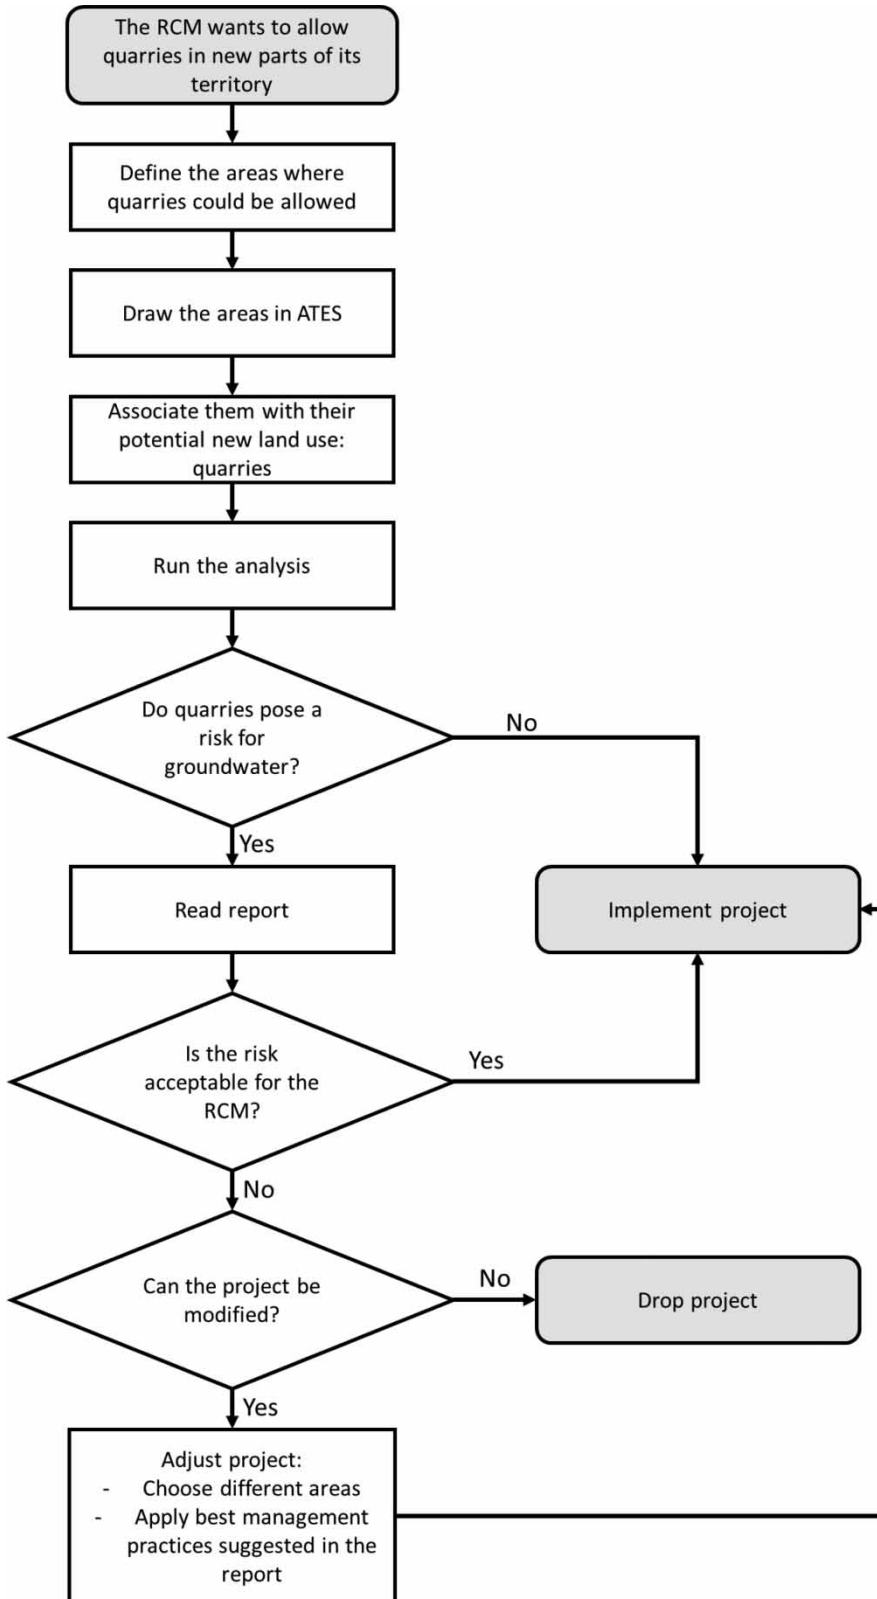 The RCM wants to allow
quarries in new parts of its
territory
Define the areas where
quarries could be allowed
Draw the areas in ATES
Associate them with their
potential new land use:
quarries
Run the analysis
Do quarries pose a
risk for
groundwater?
No
Yes
Read report
Implement project
Is the risk
acceptable for the
RCM?
Yes
No
Can the project be
modified?
No
Drop project
Yes
Adjust project:
- Choose different areas
- Apply best management
practices suggested in the
report